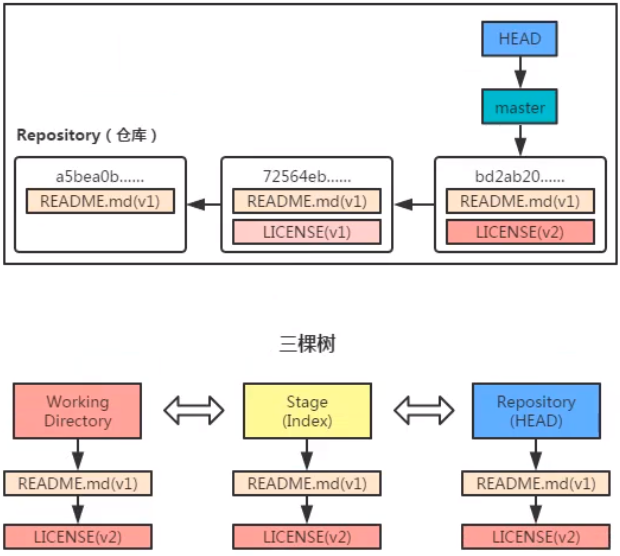 HEAD
master
Repository（仓库）
a5bea0b......
72564eb......
bd2ab20......
README.md(v1)
README.md(v1)
README.md(v1)
LICENSE(v1)
LICENSE(v2)
三棵树
Working
Directory
Stage
(Index)
Repository
(HEAD)
README.md(v1)
README.md(v1)
README.md(v1)
LICENSE(v2)
LICENSE(v2)
LICENSE(v2)